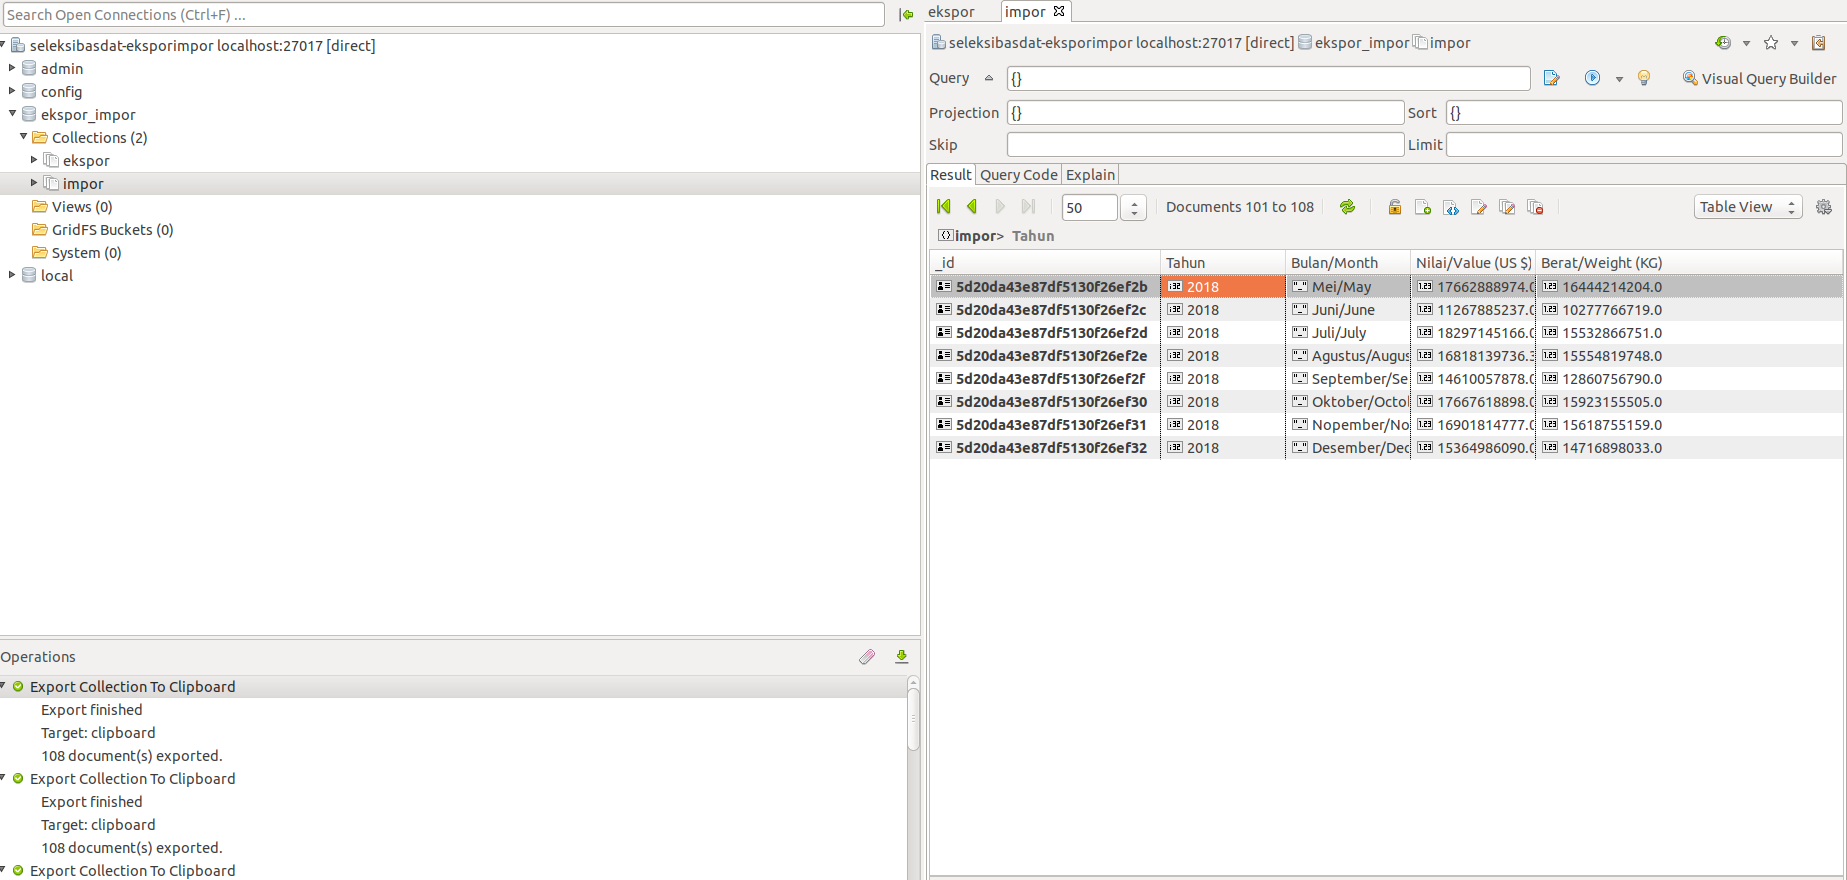 Search Open Connections (Ctrl+F) ...
seleksibasdat-eksporimpor localhost:27017 [direct]
admin
config
ekspor_impor
Collections (2)
ekspor
impor
Views (0)
GridFS Buckets (0)
System (0)
local
Operations
Export Collection To Clipboard
Export finished
Target: clipboard
108 document(s) exported.
Export Collection To Clipboard
Export finished
Target: clipboard
108 document(s) exported.
Export Collection To Clipboard
ekspor impor
seleksibasdat-eksporimpor localhost:27017 [direct] ekspor_impor impor
Query {} Visual Query Builder
Projection {} Sort {}
Skip Limit
Result Query Code Explain
50 Documents 101 to 108 Table View
impor> Tahun
_id Tahun Bulan/Month Nilai/Value (US $) Berat/Weight (KG)
5d20da43e87df5130f26ef2b 2018 Mei/May 17662888974.0 16444214204.0
5d20da43e87df5130f26ef2c 2018 Juni/June 11267885237.0 10277766719.0
5d20da43e87df5130f26ef2d 2018 Juli/July 18297145166.0 15532866751.0
5d20da43e87df5130f26ef2e 2018 Agustus/Augus 16818139736.3 15554819748.0
5d20da43e87df5130f26ef2f 2018 September/Se 14610057878.0 12860756790.0
5d20da43e87df5130f26ef30 2018 Oktober/Octol 17667618898.0 15923155505.0
5d20da43e87df5130f26ef31 2018 Nopember/No 16901814777.0 15618755159.0
5d20da43e87df5130f26ef32 2018 Desember/Dec 15364986090.0 14716898033.0